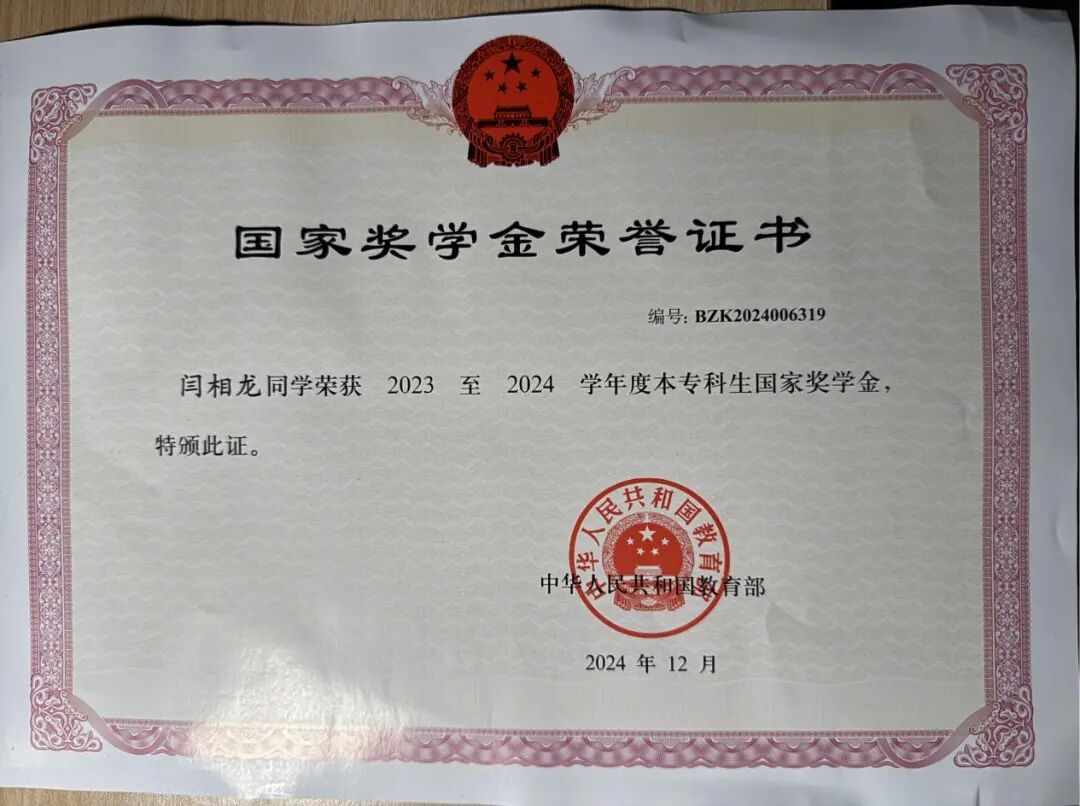 国家奖学金荣誉证书
编号: BZK2024006319
闫相龙同学荣获 2023 至 2024 学年度本专科生国家奖学金，
特颁此证。
中华人民共和国教育部
中华人民共和国教育部
2024 年 12 月